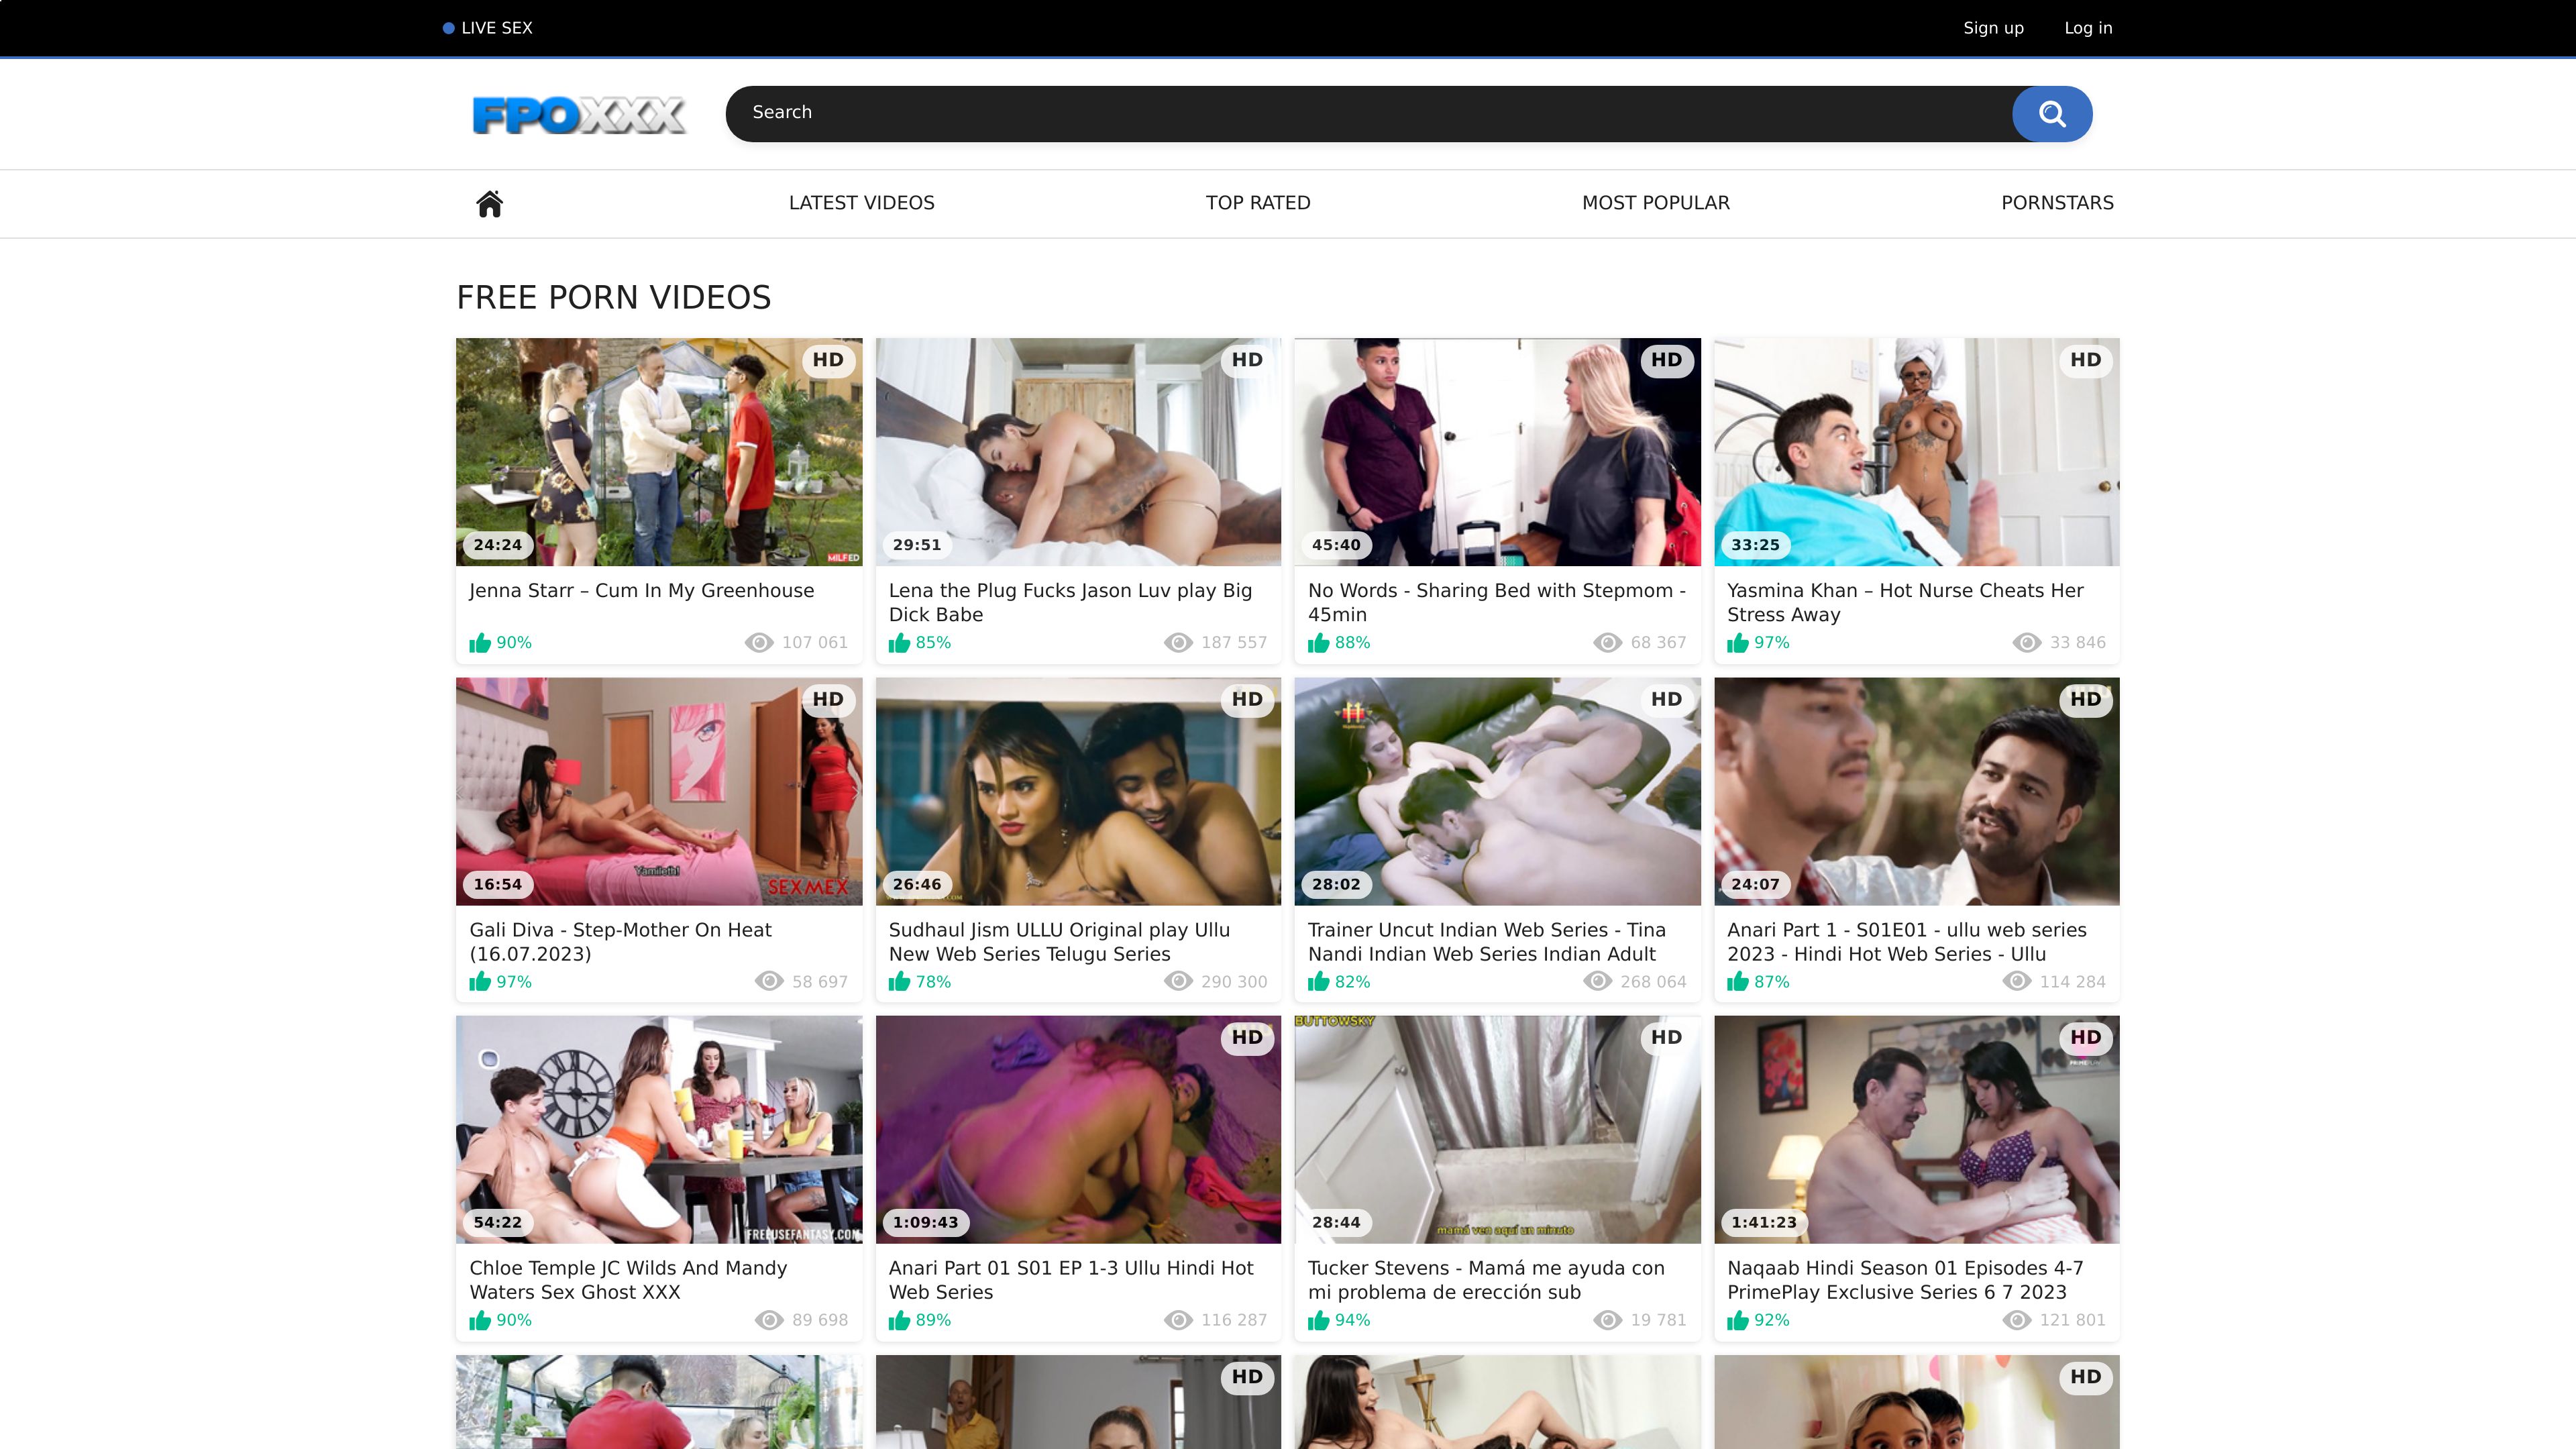 LIVE SEX
Sign up
Log in
FPOXXX
Search
LATEST VIDEOS
TOP RATED
MOST POPULAR
PORNSTARS
FREE PORN VIDEOS
HD
HD
HD
HD
MILFED
24:24
29:51
45:40
33:25
Jenna Starr – Cum In My Greenhouse
90%
107 061
Lena the Plug Fucks Jason Luv play Big
Dick Babe
85%
187 557
No Words - Sharing Bed with Stepmom -
45min
88%
68 367
Yasmina Khan – Hot Nurse Cheats Her
Stress Away
97%
33 846
HD
HD
HD
HD
Yamileth!
SEXMEX
16:54
26:46
28:02
24:07
Gali Diva - Step-Mother On Heat
(16.07.2023)
97%
58 697
Sudhaul Jism ULLU Original play Ullu
New Web Series Telugu Series
78%
290 300
Trainer Uncut Indian Web Series - Tina
Nandi Indian Web Series Indian Adult
82%
268 064
Anari Part 1 - S01E01 - ullu web series
2023 - Hindi Hot Web Series - Ullu
87%
114 284
HD
BUTTOWSKY
HD
HD
54:22
FREEUSEFANTASY.COM
1:09:43
28:44
mamá ven aquí un minuto
1:41:23
Chloe Temple JC Wilds And Mandy
Waters Sex Ghost XXX
90%
89 698
Anari Part 01 S01 EP 1-3 Ullu Hindi Hot
Web Series
89%
116 287
Tucker Stevens - Mamá me ayuda con
mi problema de erección sub
94%
19 781
Naqaab Hindi Season 01 Episodes 4-7
PrimePlay Exclusive Series 6 7 2023
92%
121 801
HD
HD